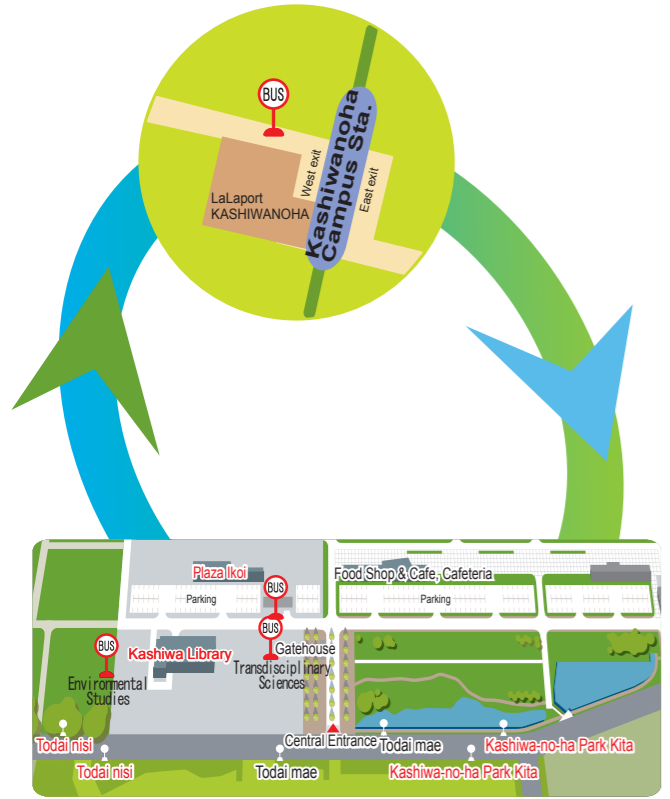 BUS
Kashiwanoha
Campus Sta.
West exit
East exit
LaLaport
KASHIWANOHA
Plaza Ikoi
Food Shop & Cafe, Cafeteria
BUS
Parking
Parking
BUS
BUS
Gatehouse
Kashiwa Library
Transdisciplinary
Sciences
Environmental
Studies
Todai nisi
Central Entrance
Todai mae
Kashiwa-no-ha Park Kita
Todai nisi
Todai mae
Kashiwa-no-ha Park Kita